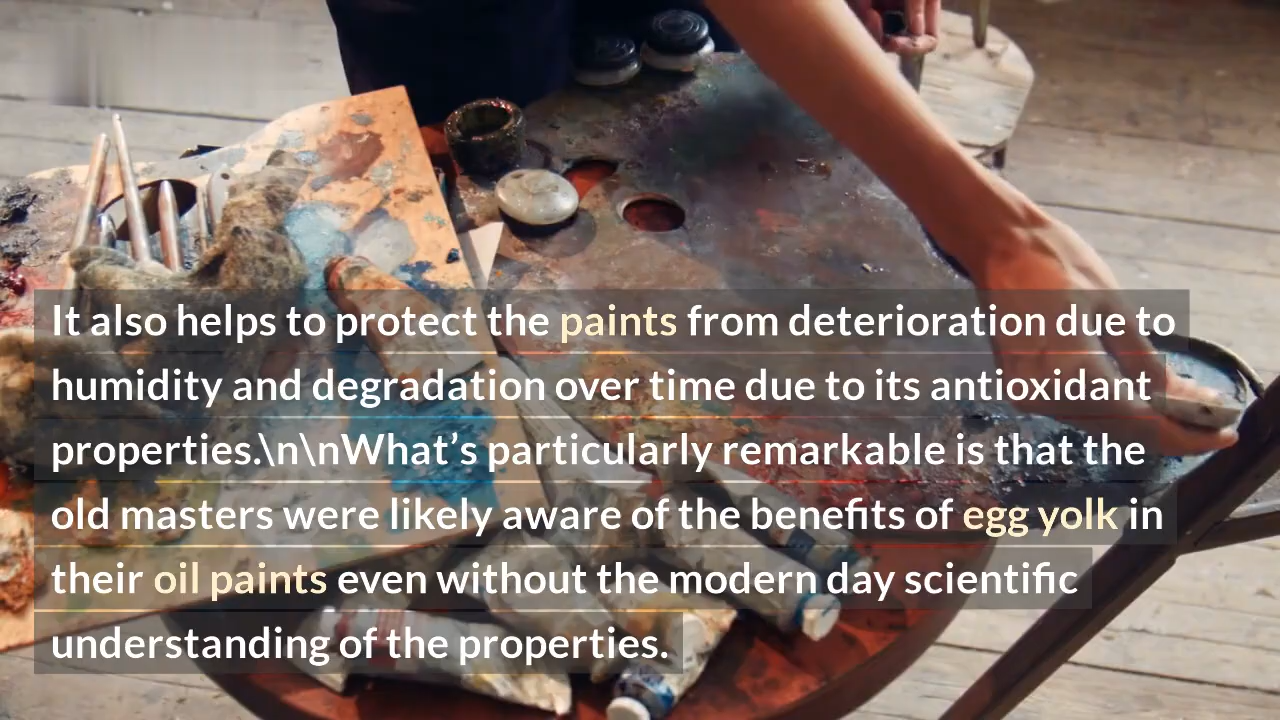 It also helps to protect the paints from deterioration due to
humidity and degradation over time due to its antioxidant
properties.\n\nWhat’s particularly remarkable is that the
old masters were likely aware of the benefits of egg yolk in
their oil paints even without the modern day scientific
understanding of the properties.